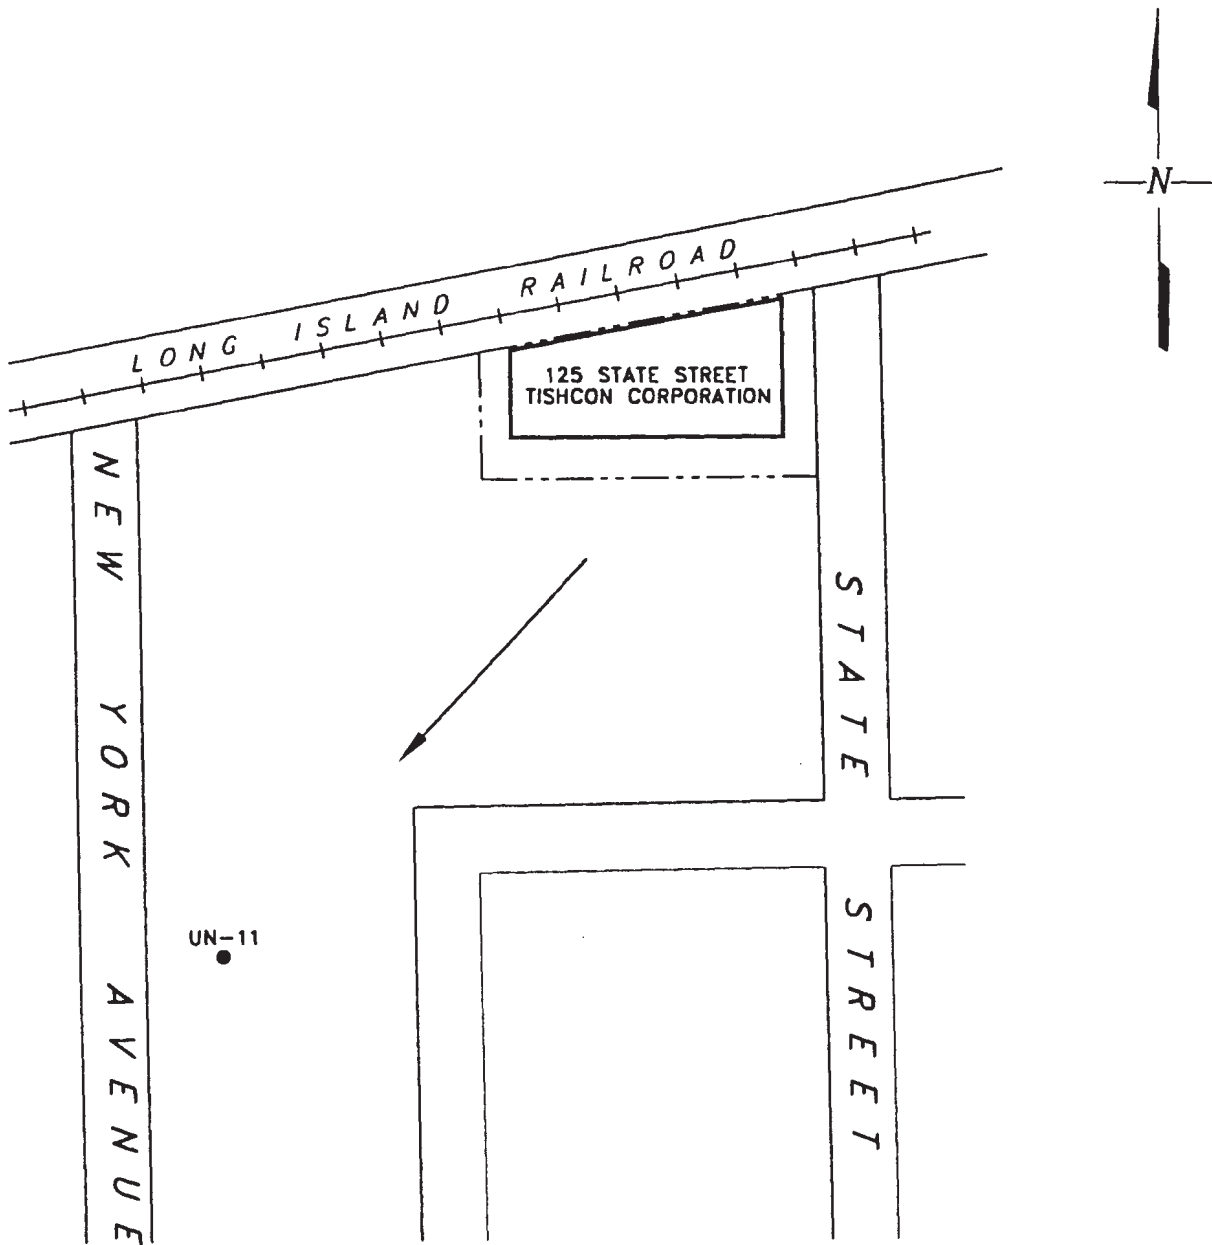 N
LONG ISLAND RAILROAD
125 STATE STREET
TISHCON CORPORATION
NEW YORK AVENUE
STATE STREET
UN-11